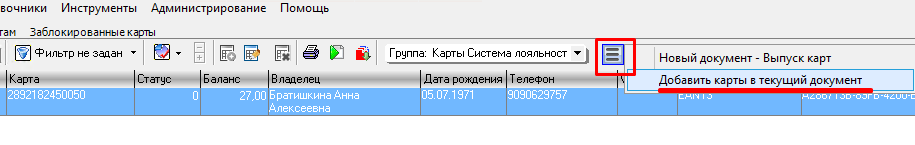 вочники Инструменты Администрирование Помощь
там Заблокированные карты
Фильтр не задан Группа: Карты Система лояльност
Новый документ - Выпуск карт
Добавить карты в текущий документ
Карта Статус Баланс Владелец Дата рождения Телефон
2892182450050 0 27,00 Братишкина Анна 05.07.1971 9090629757 EAN13
Алексеевна